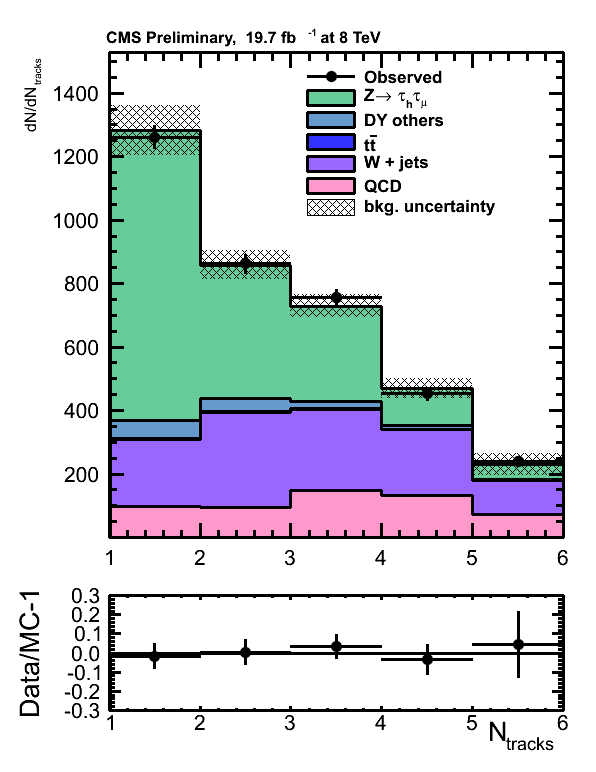 CMS Preliminary, 19.7 fb -1 at 8 TeV
dN/dNtracks
Observed
Z→ τhτμ
DY others
tt̄
W + jets
QCD
bkg. uncertainty
1400
1200
1000
800
600
400
200
1 2 3 4 5 6
Data/MC-1
0.3
0.2
0.1
0.0
-0.1
-0.2
-0.3
1 2 3 4 5 6
Ntracks